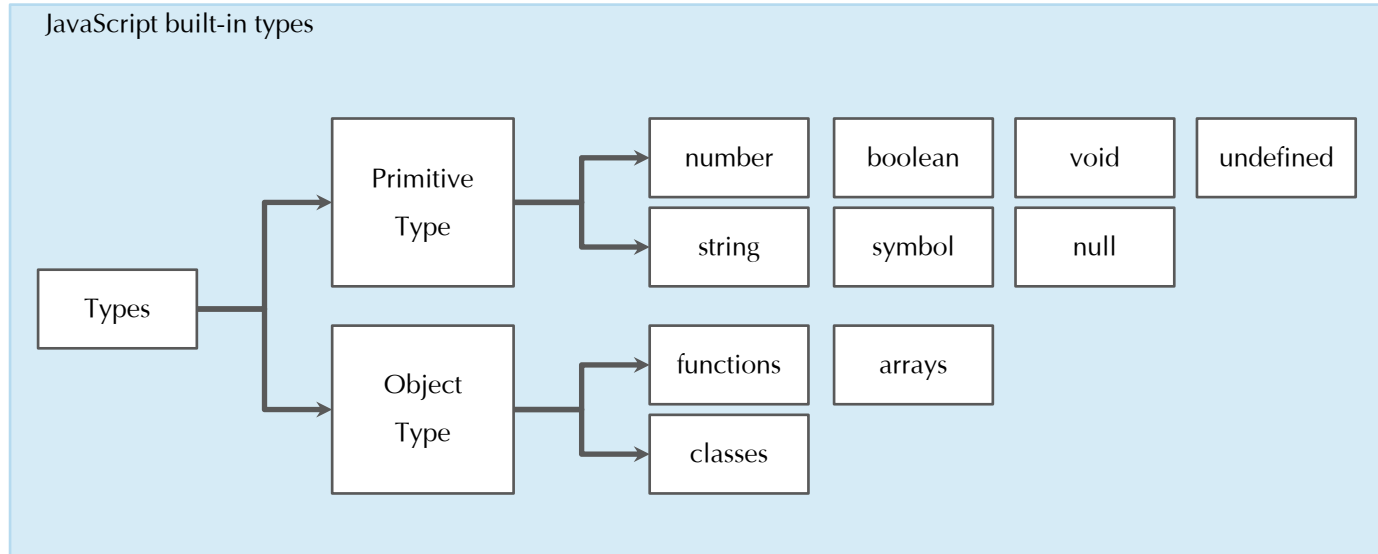 JavaScript built-in types
Types
Primitive
Type
number
boolean
void
undefined
string
symbol
null
Object
Type
functions
arrays
classes